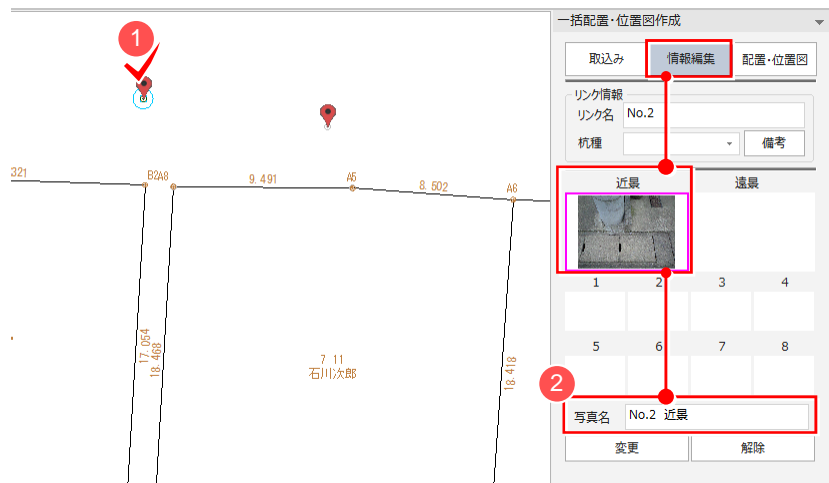 一括配置・位置図作成
1
取込み
情報編集
配置・位置図
リンク情報
リンク名 No.2
杭種
備考
321
B2A8
9.491
A5
8.502
A6
近景
遠景
1 2 3 4
17.054
18.468
7 11
石川次郎
18.418
5 6 7 8
2
写真名 No.2 近景
変更
解除